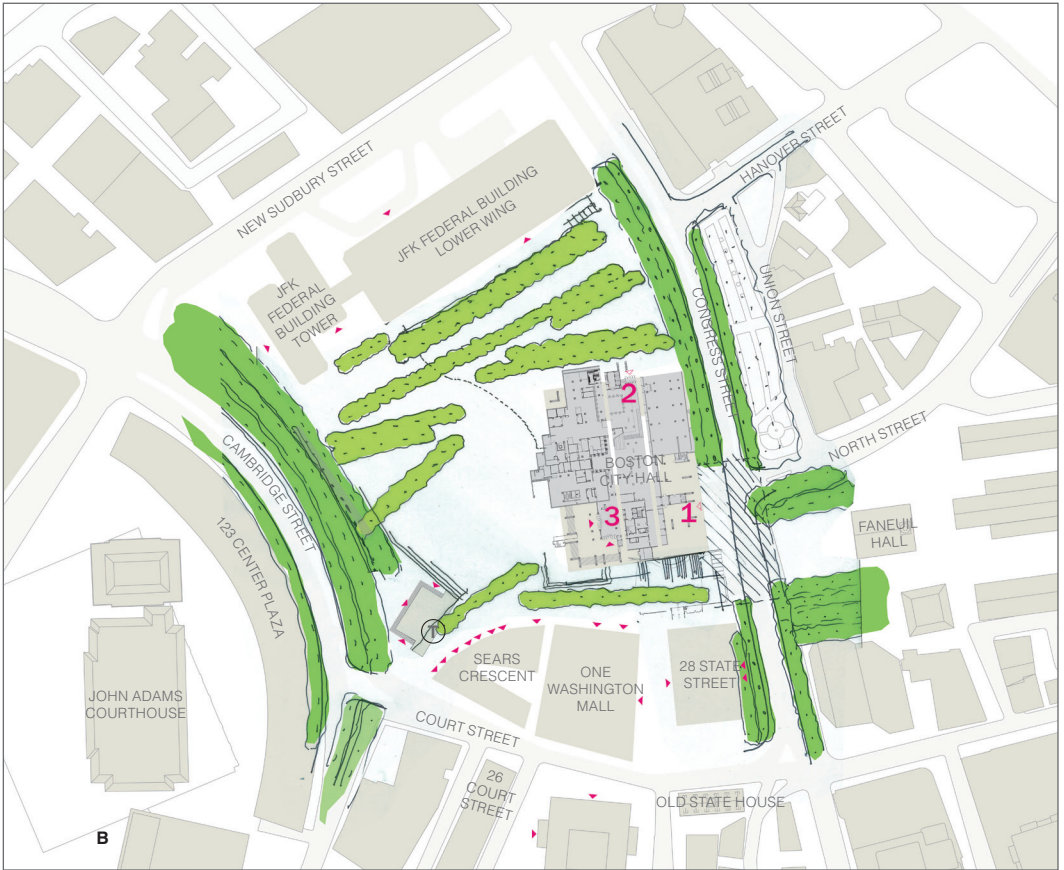 HANOVER STREET
NEW SUDBURY STREET
JFK FEDERAL BUILDING
LOWER WING
JFK
FEDERAL
BUILDING
TOWER
UNION STREET
CONGRESS STREET
2
NORTH STREET
CAMBRIDGE STREET
BOSTON
CITY HALL
3
1
FANEUIL
HALL
123 CENTER PLAZA
T
SEARS
CRESCENT
ONE
WASHINGTON
MALL
28 STATE
STREET
JOHN ADAMS
COURTHOUSE
COURT STREET
26
COURT
STREET
OLD STATE HOUSE
B